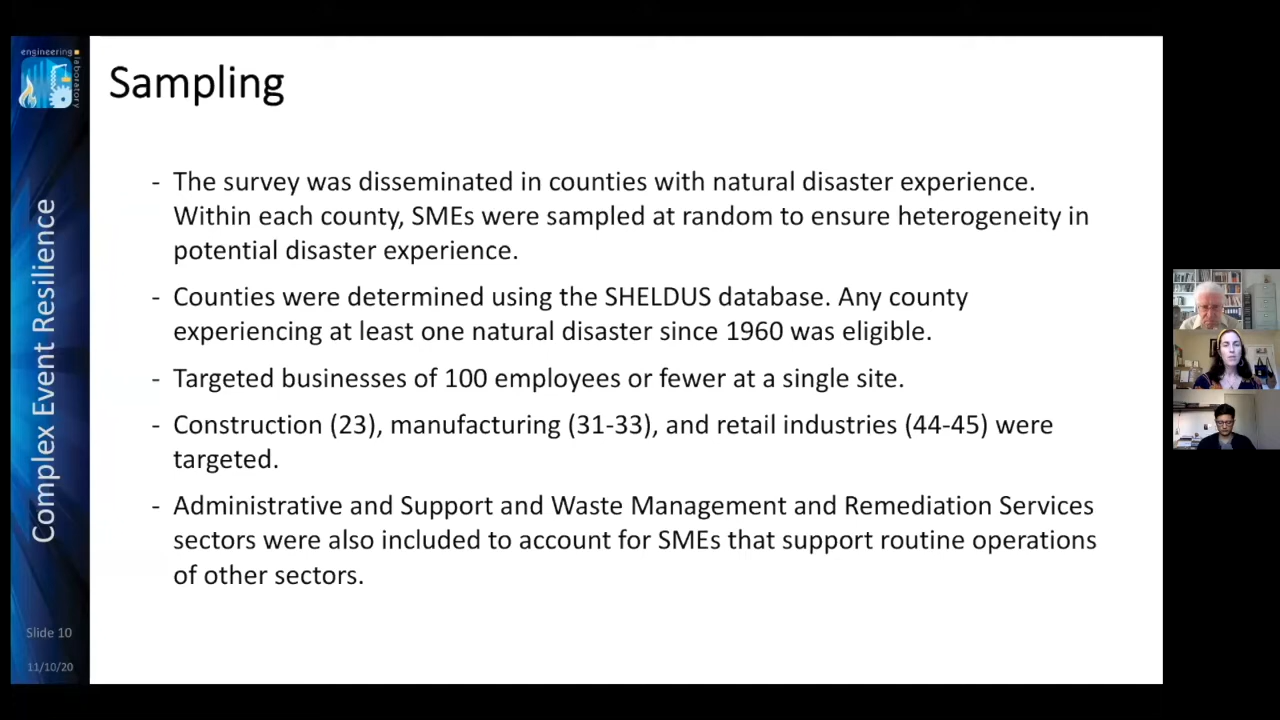 engineering
laboratory
Sampling
- The survey was disseminated in counties with natural disaster experience.
Within each county, SMEs were sampled at random to ensure heterogeneity in
potential disaster experience.
- Counties were determined using the SHELDUS database. Any county
experiencing at least one natural disaster since 1960 was eligible.
- Targeted businesses of 100 employees or fewer at a single site.
- Construction (23), manufacturing (31-33), and retail industries (44-45) were
targeted.
- Administrative and Support and Waste Management and Remediation Services
sectors were also included to account for SMEs that support routine operations
of other sectors.
Complex Event Resilience
Slide 10
11/10/20